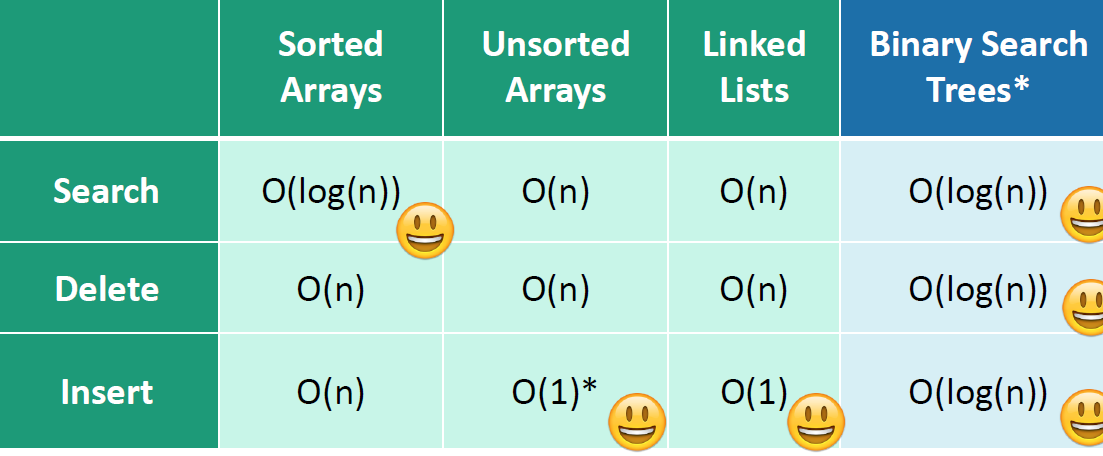 Sorted Unsorted Linked Binary Search
Arrays Arrays Lists Trees*
Search O(log(n)) O(n) O(n) O(log(n))
Delete O(n) O(n) O(n) O(log(n))
Insert O(n) O(1)* O(1) O(log(n))